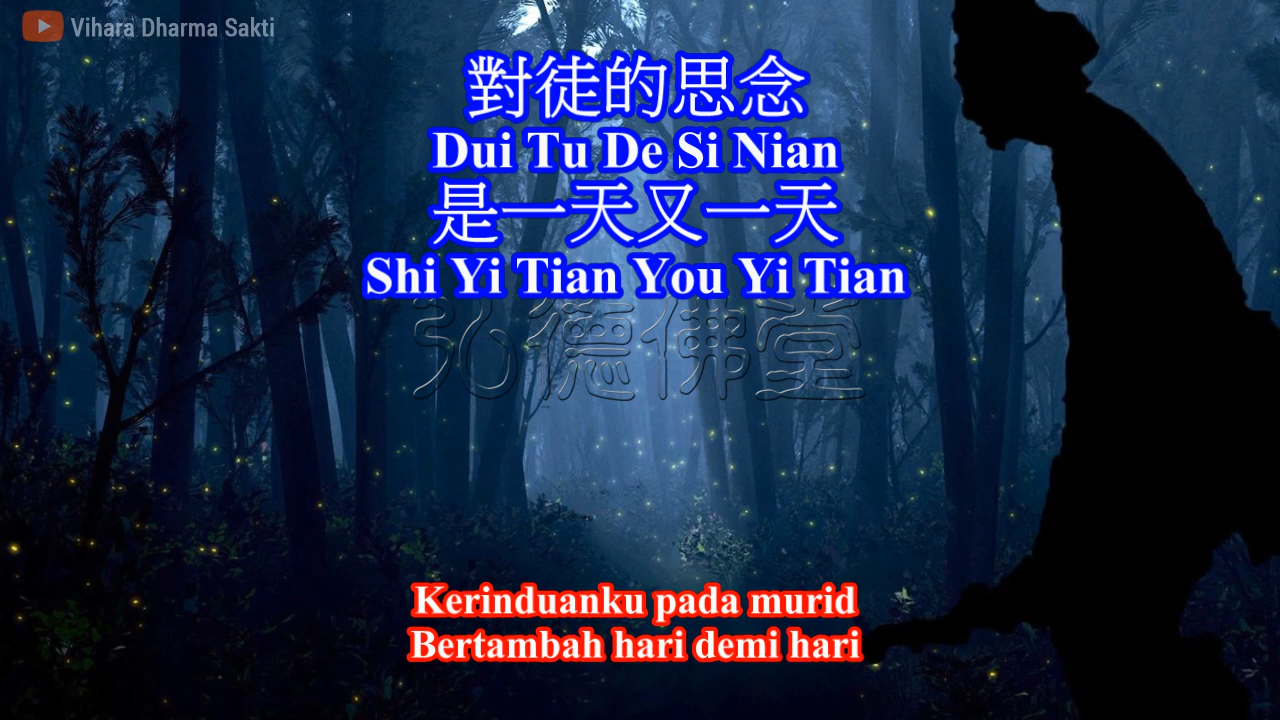 Vihara Dharma Sakti
對徒的思念
Dui Tu De Si Nian
是一天又一天
Shi Yi Tian You Yi Tian
弘德佛堂
Kerinduanku pada murid
Bertambah hari demi hari